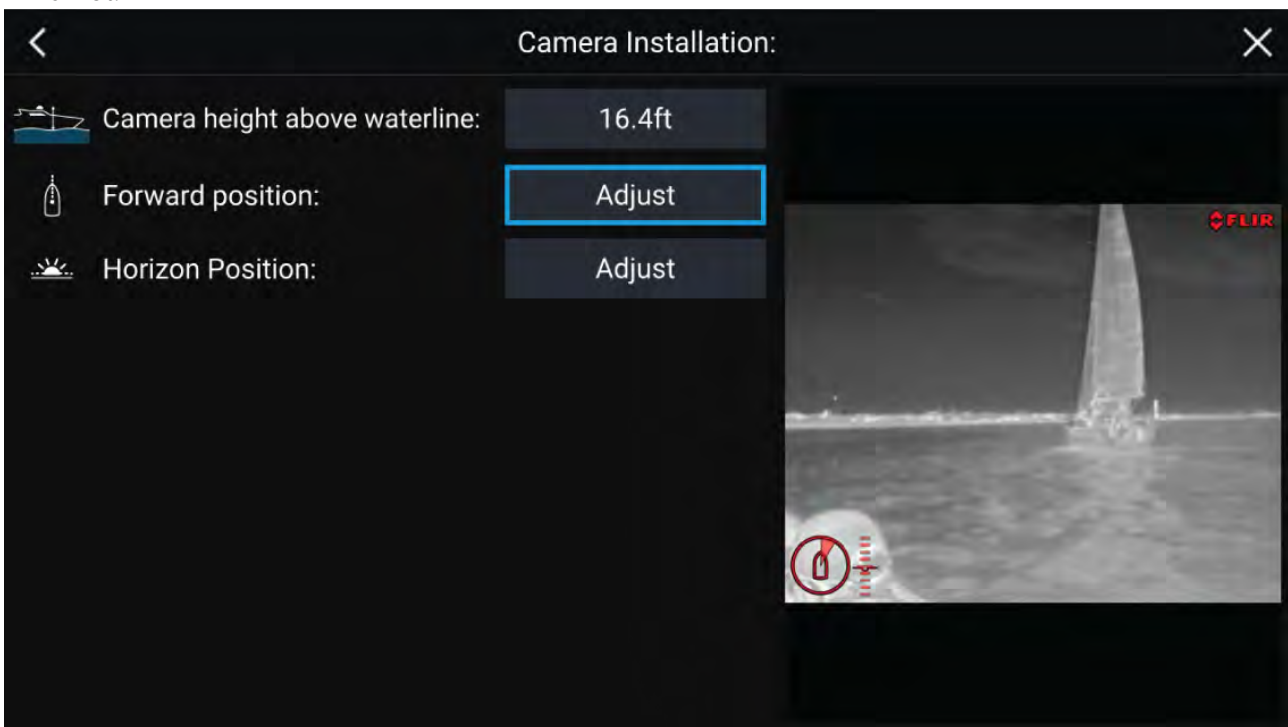 Camera Installation:
Camera height above waterline: 16.4ft
Forward position: Adjust
Horizon Position: Adjust
FLIR